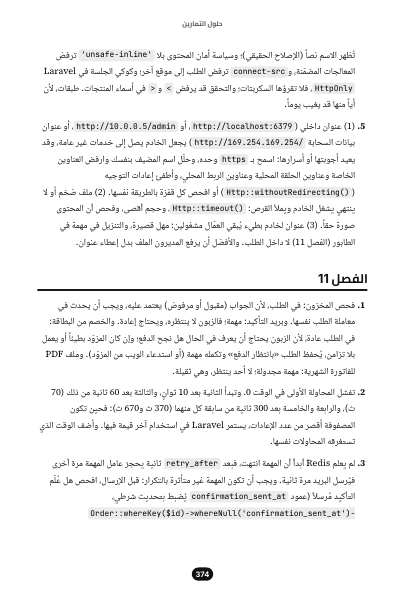 حلول التمارين
تُظهر الاسم نصاً (الإصلاح الحقيقي)؛ وسياسة أمان المحتوى بلا 'unsafe-inline' ترفض
المعالجات المضمّنة، و connect-src ترفض الطلب إلى موقع آخر؛ وكوكي الجلسة في Laravel
HttpOnly، فلا تقرؤها السكربتات؛ والتحقق قد يرفض < و > في أسماء المنتجات. طبقات، لأن
أياً منها قد يغيب يوماً.
5. (1) عنوان داخلي (http://localhost:6379، أو http://10.0.0.5/admin، أو عنوان
بيانات السحابة http://169.254.169.254/) يجعل الخادم يصل إلى خدمات غير عامة، وقد
يعيد أجوبتها أو أسرارها: اسمح بـ https وحده، وحلّل اسم المضيف بنفسك وارفض العناوين
الخاصة وعناوين الحلقة المحلية وعناوين الربط المحلي، وأطفئ إعادات التوجيه
(Http::withoutRedirecting()) أو افحص كل قفزة بالطريقة نفسها. (2) ملف ضخم أو لا
ينتهي يشغل الخادم ويملأ القرص: Http::timeout()، وحجم أقصى، وفحص أن المحتوى
صورة حقاً. (3) عنوان لخادم بطيء يُبقي العمّال مشغولين: مهل قصيرة، والتنزيل في مهمة في
الطابور (الفصل 11) لا داخل الطلب. والأفضل أن يرفع المديرون الملف بدل إعطاء عنوان.
الفصل 11
1. فحص المخزون: في الطلب، لأن الجواب (مقبول أو مرفوض) يعتمد عليه، ويجب أن يحدث في
معاملة الطلب نفسها. وبريد التأكيد: مهمة؛ فالزبون لا ينتظره، ويحتاج إعادة. والخصم من البطاقة:
في الطلب عادة، لأن الزبون يحتاج أن يعرف في الحال هل نجح الدفع؛ وإن كان المزوّد بطيئاً أو يعمل
بلا تزامن، يُحفظ الطلب «بانتظار الدفع» وتكمله مهمة (أو استدعاء الويب من المزوّد). وملف PDF
للفاتورة الشهرية: مهمة مجدولة؛ لا أحد ينتظر، وهي ثقيلة.
2. تفشل المحاولة الأولى في الوقت 0. وتبدأ الثانية بعد 10 ثوانٍ، والثالثة بعد 60 ثانية من ذلك (70
ث)، والرابعة والخامسة بعد 300 ثانية من سابقة كل منهما (370 ث و670 ث): فحين تكون
المصفوفة أقصر من عدد الإعادات، يستمر Laravel في استخدام آخر قيمة فيها. وأضف الوقت الذي
تستغرقه المحاولات نفسها.
3. لم يعلم Redis أبداً أن المهمة انتهت، فبعد retry_after ثانية يحجز عامل المهمة مرة أخرى
فيُرسل البريد مرة ثانية. ويجب أن تكون المهمة غير متأثرة بالتكرار: قبل الإرسال، افحص هل عُلّم
التأكيد مُرسلاً (عمود confirmation_sent_at يُضبط بتحديث شرطي،
Order::whereKey($id)->whereNull('confirmation_sent_at')-
374